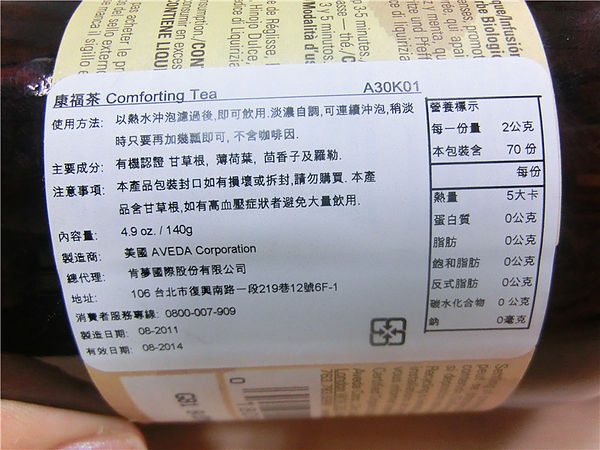 康福茶 Comforting Tea A30K01
使用方法: 以熱水沖泡濾過後,即可飲用.淡濃自調,可連續沖泡,稍淡
時只要再加幾瓢即可, 不含咖啡因.
主要成分: 有機認證 甘草根, 薄荷葉, 茴香子及羅勒.
注意事項: 本產品包裝封口如有損壞或拆封,請勿購買. 本產
品含甘草根,如有高血壓症狀者避免大量飲用.
內容量: 4.9 oz. / 140g
製造商: 美國 AVEDA Corporation
總代理: 肯夢國際股份有限公司
地址: 106 台北市復興南路一段219巷12號6F-1
消費者服務專線: 0800-007-909
製造日期: 08-2011
有效日期: 08-2014
營養標示
每一份量 2公克
本包裝含 70 份
每份
熱量 5大卡
蛋白質 0公克
脂肪 0公克
飽和脂肪 0公克
反式脂肪 0公克
碳水化合物 0 公克
鈉 0毫克